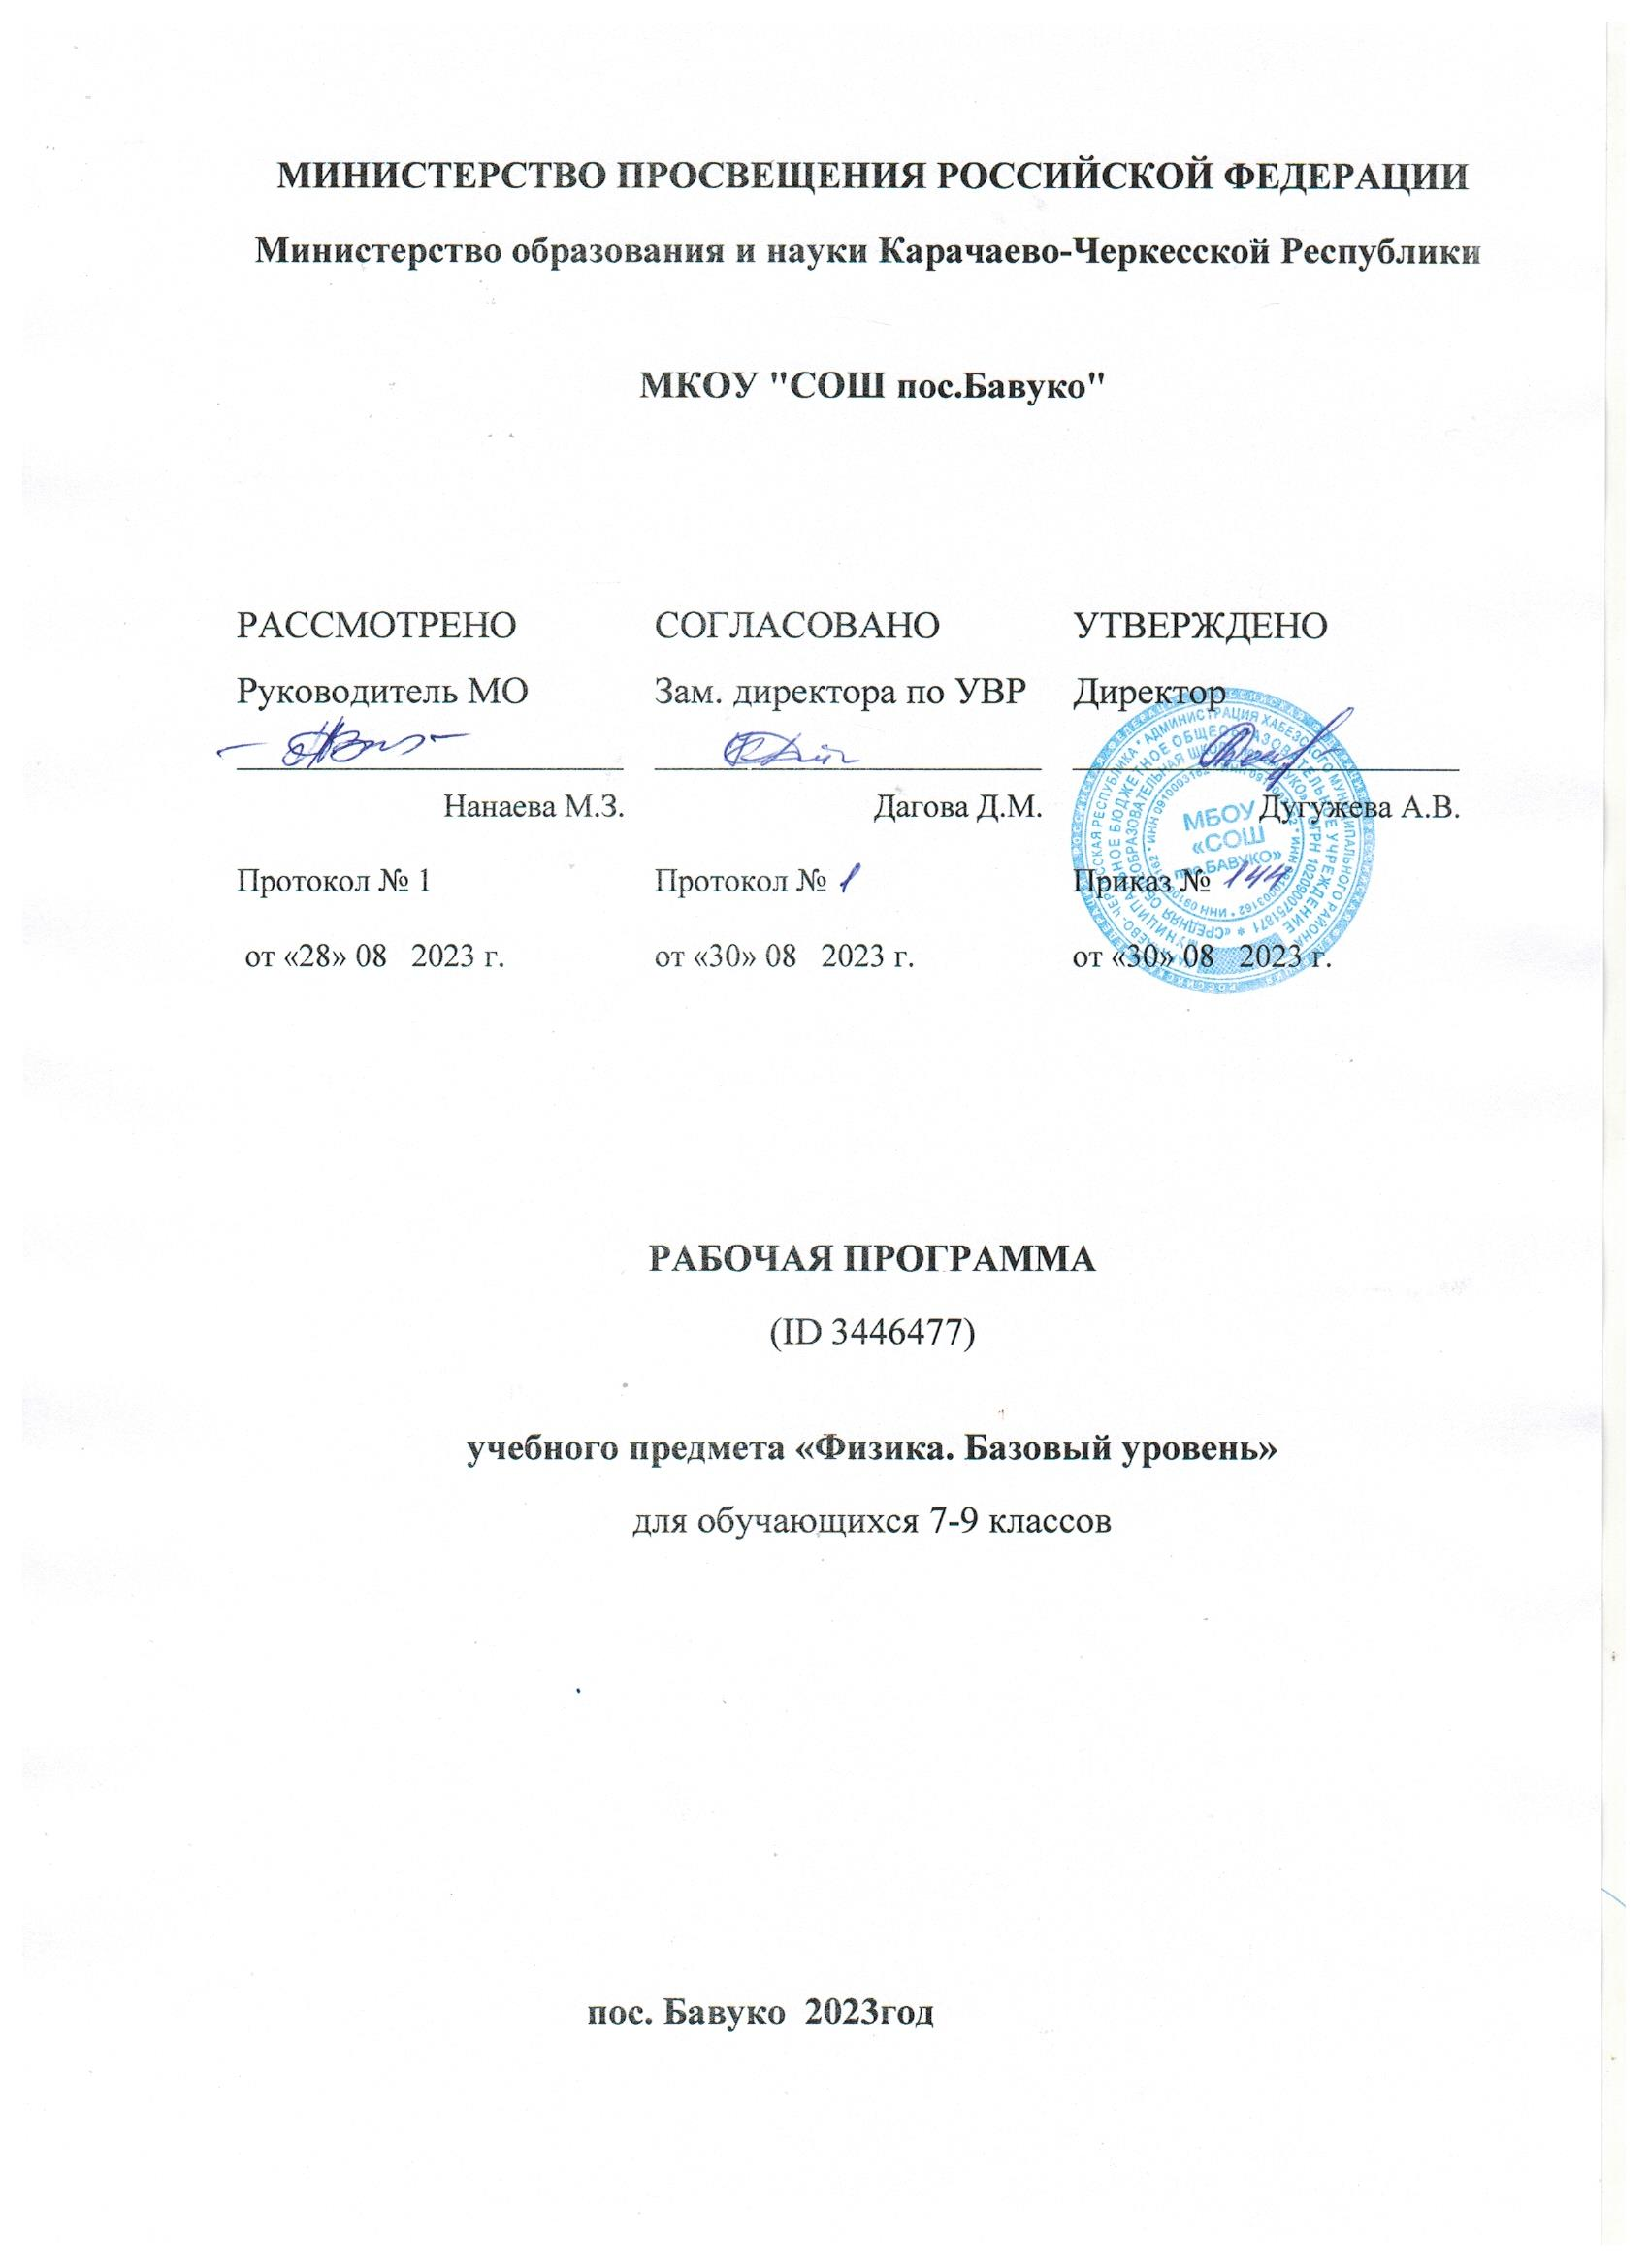 МИНИСТЕРСТВО ПРОСВЕЩЕНИЯ РОССИЙСКОЙ ФЕДЕРАЦИИ
Министерство образования и науки Карачаево-Черкесской Республики
МКОУ "СОШ пос.Бавуко"
РАССМОТРЕНО
Руководитель МО
Нанаева М.З.
Протокол № 1
от «28» 08 2023 г.
СОГЛАСОВАНО
Зам. директора по УВР
Дагова Д.М.
Протокол № 1
от «30» 08 2023 г.
УТВЕРЖДЕНО
Директор
Дугужева А.В.
Приказ № 144
от «30» 08 2023 г.
МБОУ
«СОШ
пос.БАВУКО»
РАБОЧАЯ ПРОГРАММА
(ID 3446477)
учебного предмета «Физика. Базовый уровень»
для обучающихся 7-9 классов
пос. Бавуко 2023год